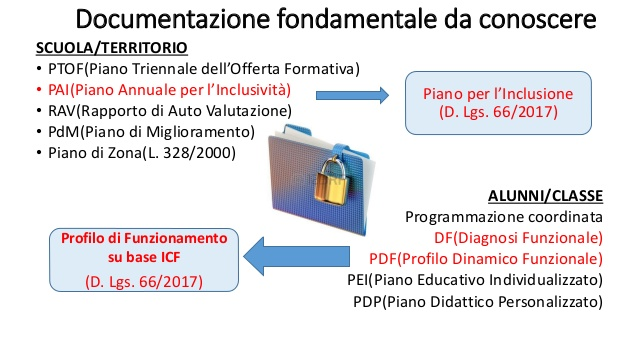 Documentazione fondamentale da conoscere
SCUOLA/TERRITORIO
• PTOF(Piano Triennale dell’Offerta Formativa)
• PAI(Piano Annuale per l’Inclusività)
• RAV(Rapporto di Auto Valutazione)
• PdM(Piano di Miglioramento)
• Piano di Zona(L. 328/2000)
Piano per l’Inclusione
(D. Lgs. 66/2017)
ALUNNI/CLASSE
Programmazione coordinata
DF(Diagnosi Funzionale)
PDF(Profilo Dinamico Funzionale)
PEI(Piano Educativo Individualizzato)
PDP(Piano Didattico Personalizzato)
Profilo di Funzionamento
su base ICF
(D. Lgs. 66/2017)